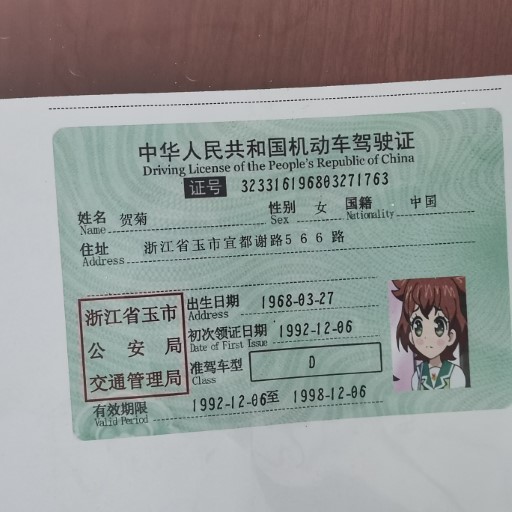 中华人民共和国机动车驾驶证
Driving License of the People's Republic of China
证号 323316196803271763
姓名 贺菊 性别 女 国籍 中国
Name Sex Nationality
住址 浙江省玉市宜都谢路566路
Address
浙江省玉市
公安局
交通管理局
出生日期 1968-03-27
Address
初次领证日期 1992-12-06
Date of First Issue
准驾车型 D
Class
有效期限 1992-12-06至 1998-12-06
Valid Period